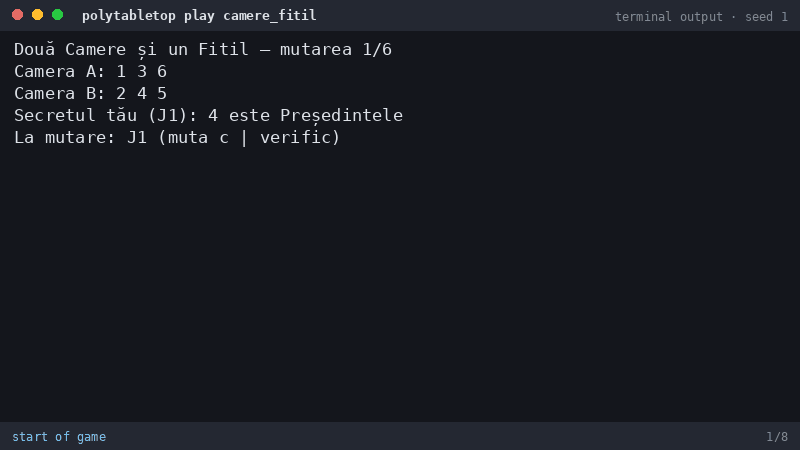 polytabletop play camere_fitil
terminal output · seed 1
Două Camere și un Fitil — mutarea 1/6
Camera A: 1 3 6
Camera B: 2 4 5
Secretul tău (J1): 4 este Președintele
La mutare: J1 (muta c | verific)
start of game
1/8